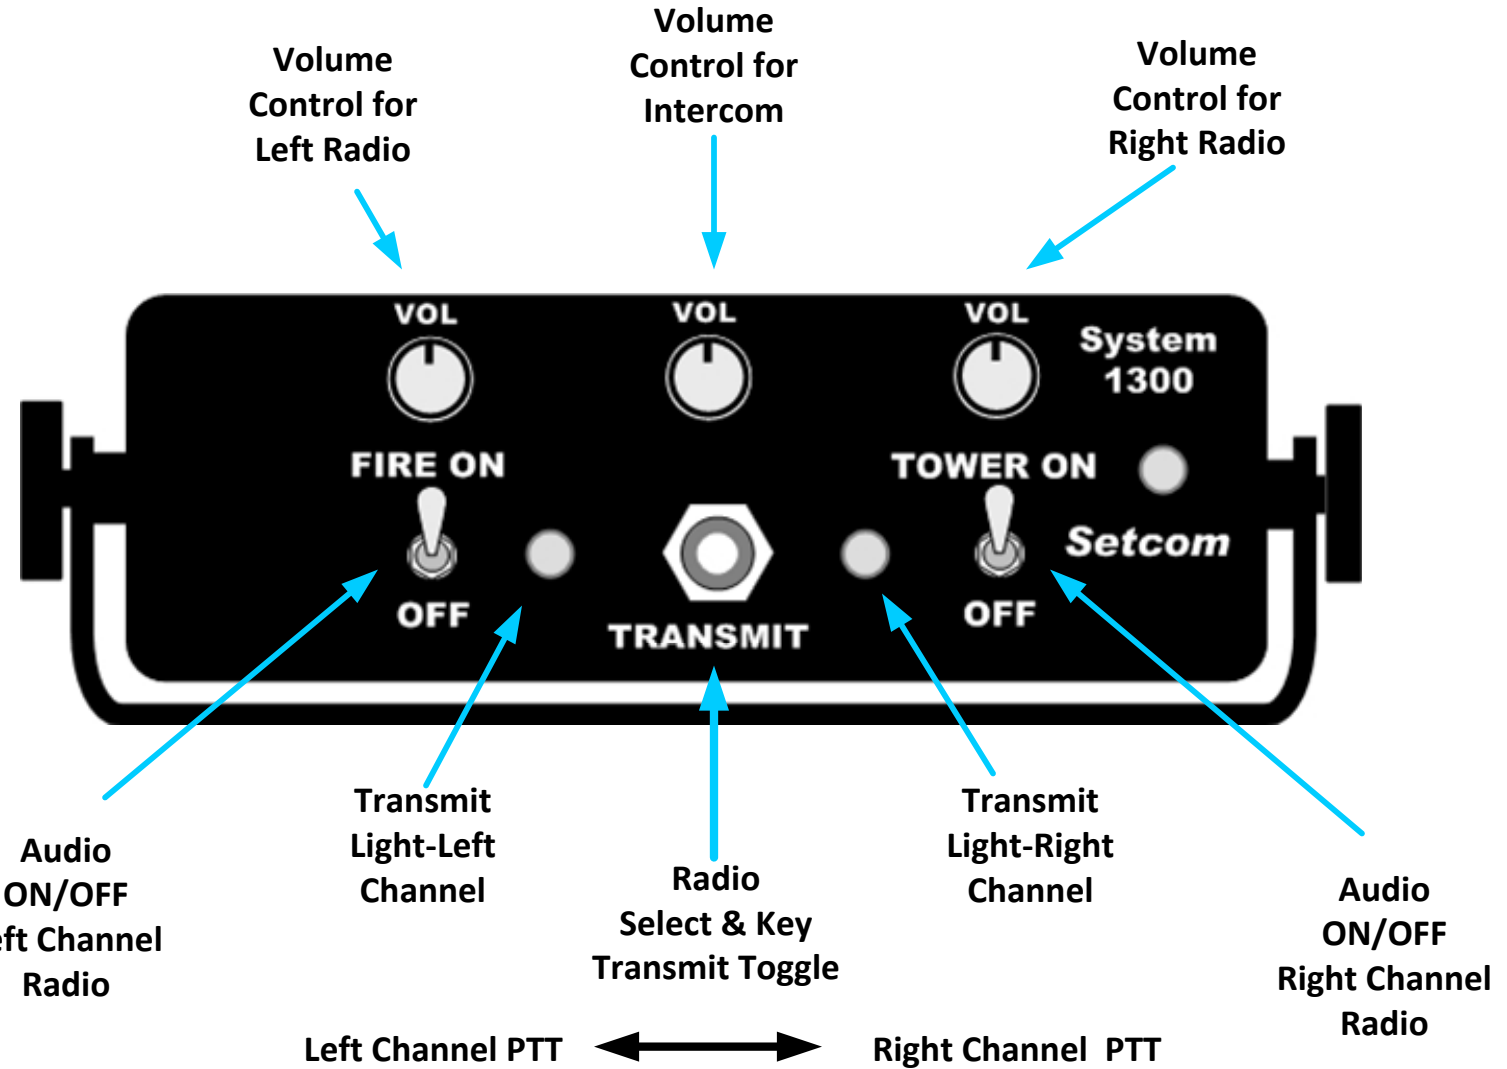 Volume
Control for
Left Radio
Volume
Control for
Intercom
Volume
Control for
Right Radio
VOL
VOL
VOL
System
1300
FIRE ON
TOWER ON
Setcom
OFF
OFF
TRANSMIT
Audio
ON/OFF
eft Channel
Radio
Transmit
Light-Left
Channel
Radio
Select & Key
Transmit Toggle
Transmit
Light-Right
Channel
Audio
ON/OFF
Right Channel
Radio
Left Channel PTT
Right Channel PTT